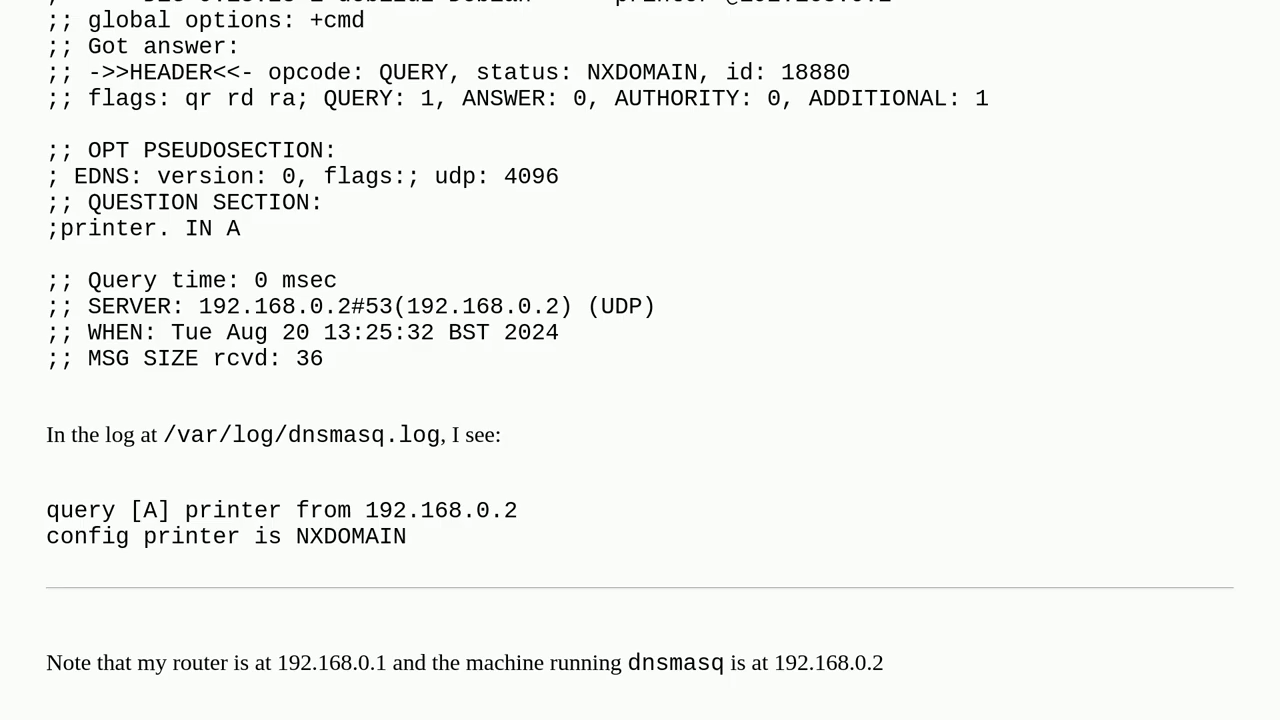 ;; global options: +cmd
;; Got answer:
;; ->>HEADER<<- opcode: QUERY, status: NXDOMAIN, id: 18880
;; flags: qr rd ra; QUERY: 1, ANSWER: 0, AUTHORITY: 0, ADDITIONAL: 1
;; OPT PSEUDOSECTION:
; EDNS: version: 0, flags:; udp: 4096
;; QUESTION SECTION:
;printer. IN A
;; Query time: 0 msec
;; SERVER: 192.168.0.2#53(192.168.0.2) (UDP)
;; WHEN: Tue Aug 20 13:25:32 BST 2024
;; MSG SIZE rcvd: 36
In the log at /var/log/dnsmasq.log, I see:
query [A] printer from 192.168.0.2
config printer is NXDOMAIN
Note that my router is at 192.168.0.1 and the machine running dnsmasq is at 192.168.0.2